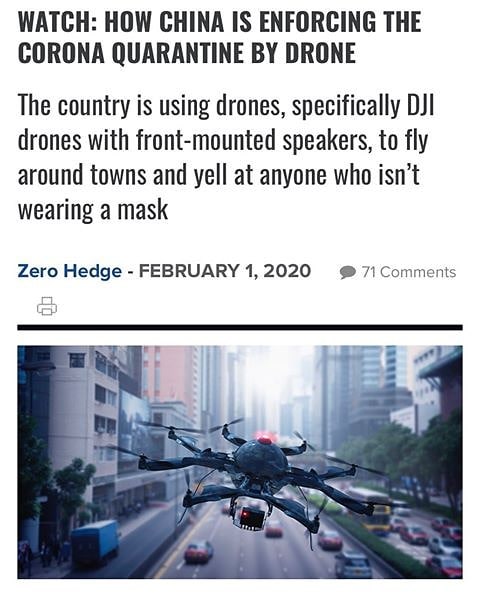 WATCH: HOW CHINA IS ENFORCING THE
CORONA QUARANTINE BY DRONE
The country is using drones, specifically DJI
drones with front-mounted speakers, to fly
around towns and yell at anyone who isn’t
wearing a mask
Zero Hedge - FEBRUARY 1, 2020 71 Comments